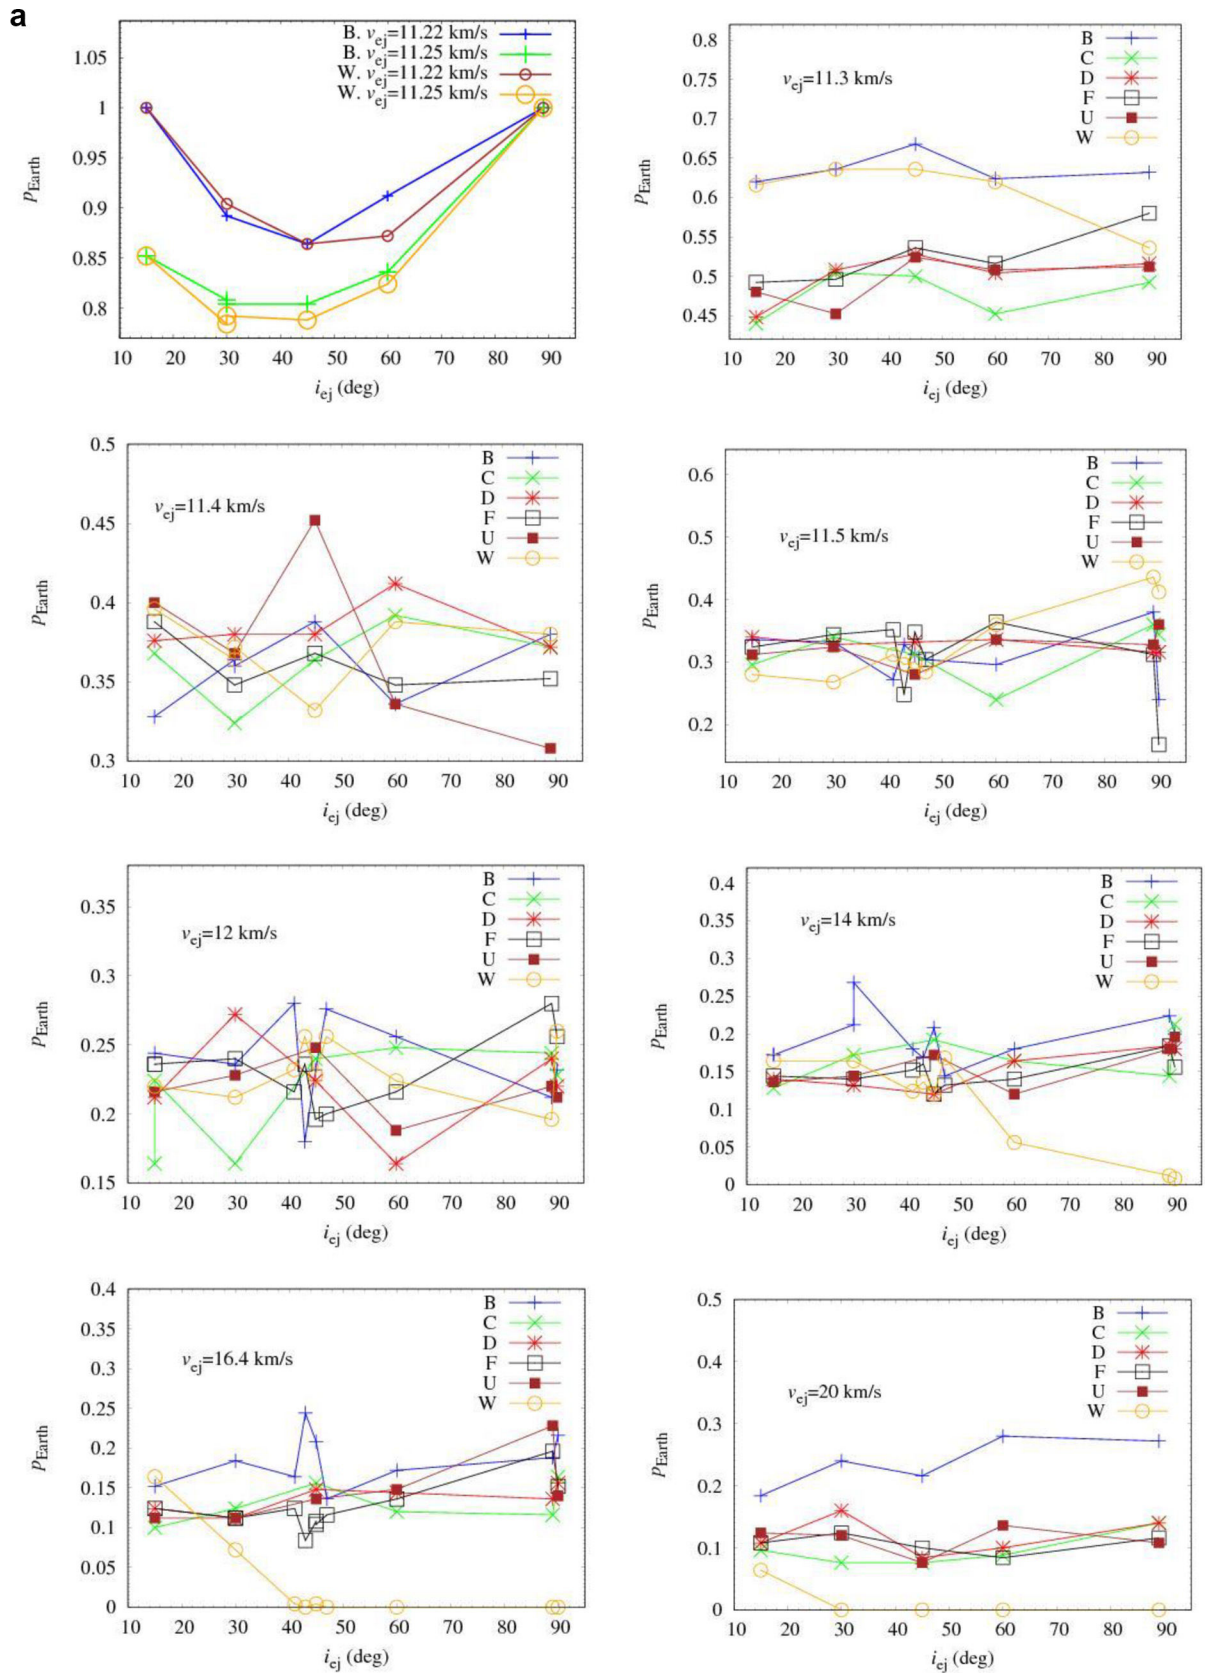 a
B. vej=11.22 km/s
B. vej=11.25 km/s
W. vej=11.22 km/s
W. vej=11.25 km/s
1.05
1
0.95
0.9
0.85
0.8
pEarth
10 20 30 40 50 60 70 80 90
iej (deg)
0.8
0.75
0.7
0.65
0.6
0.55
0.5
0.45
pEarth
vej=11.3 km/s
B
C
D
F
U
W
10 20 30 40 50 60 70 80 90
iej (deg)
0.5
0.45
0.4
0.35
0.3
pEarth
vej=11.4 km/s
B
C
D
F
U
W
10 20 30 40 50 60 70 80 90
iej (deg)
0.6
0.5
0.4
0.3
0.2
pEarth
vej=11.5 km/s
B
C
D
F
U
W
10 20 30 40 50 60 70 80 90
iej (deg)
0.35
0.3
0.25
0.2
0.15
pEarth
vej=12 km/s
B
C
D
F
U
W
10 20 30 40 50 60 70 80 90
iej (deg)
0.4
0.35
0.3
0.25
0.2
0.15
0.1
0.05
0
pEarth
vej=14 km/s
B
C
D
F
U
W
10 20 30 40 50 60 70 80 90
iej (deg)
0.4
0.35
0.3
0.25
0.2
0.15
0.1
0.05
0
pEarth
vej=16.4 km/s
B
C
D
F
U
W
10 20 30 40 50 60 70 80 90
iej (deg)
0.5
0.4
0.3
0.2
0.1
0
pEarth
vej=20 km/s
B
C
D
F
U
W
10 20 30 40 50 60 70 80 90
iej (deg)